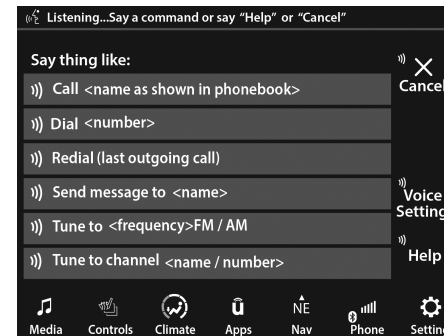 Listening...Say a command or say “Help” or “Cancel”
Say thing like:
Call <name as shown in phonebook>
Cancel
Dial <number>
Redial (last outgoing call)
Send message to <name>
Voice
Setting
Tune to <frequency>FM / AM
Help
Tune to channel <name / number>
û NE
Media Controls Climate Apps Nav Phone Setting